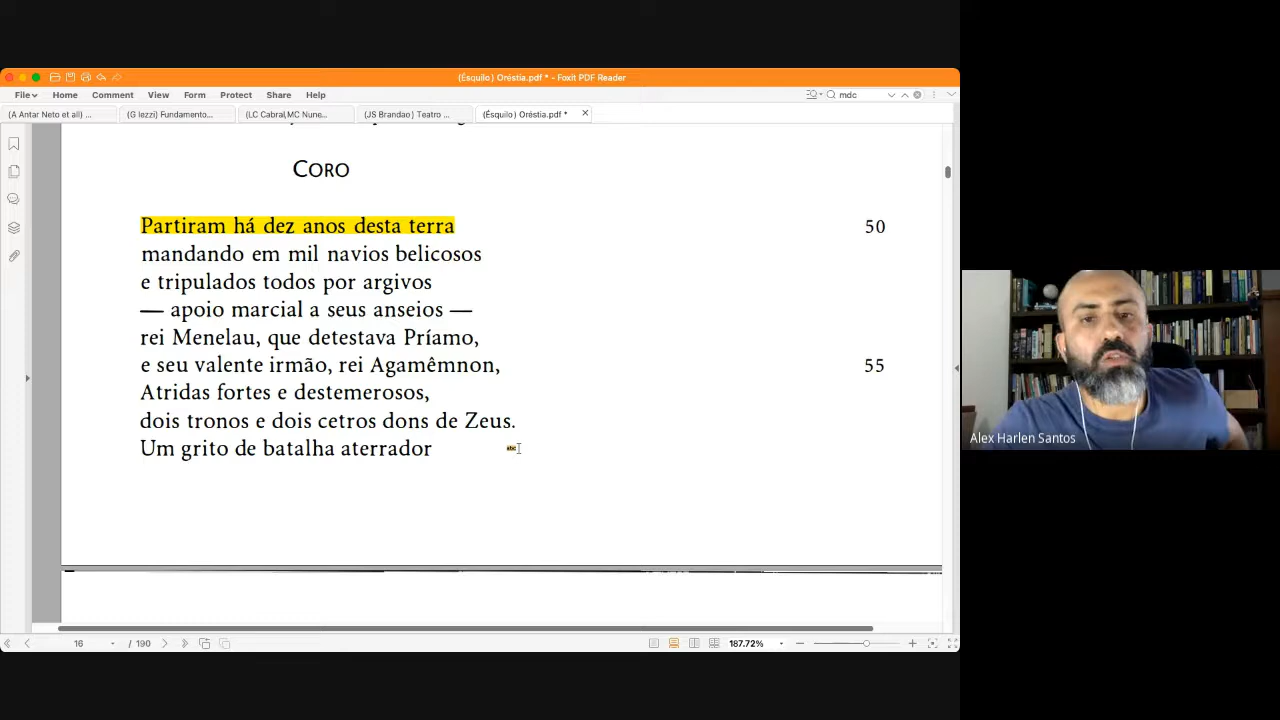 (Ésquilo) Oréstia.pdf * - Foxit PDF Reader
File Home Comment View Form Protect Share Help
mdc
(A Antar Neto et all) ...
(G Iezzi) Fundamento...
(LC Cabral,MC Nune...
(JS Brandao) Teatro ...
(Ésquilo) Oréstia.pdf *
CORO
Partiram há dez anos desta terra 50
mandando em mil navios belicosos
e tripulados todos por argivos
— apoio marcial a seus anseios —
rei Menelau, que detestava Príamo,
e seu valente irmão, rei Agamêmnon, 55
Atridas fortes e destemerosos,
dois tronos e dois cetros dons de Zeus.
Um grito de batalha aterrador
Alex Harlen Santos
16 / 190
187.72%